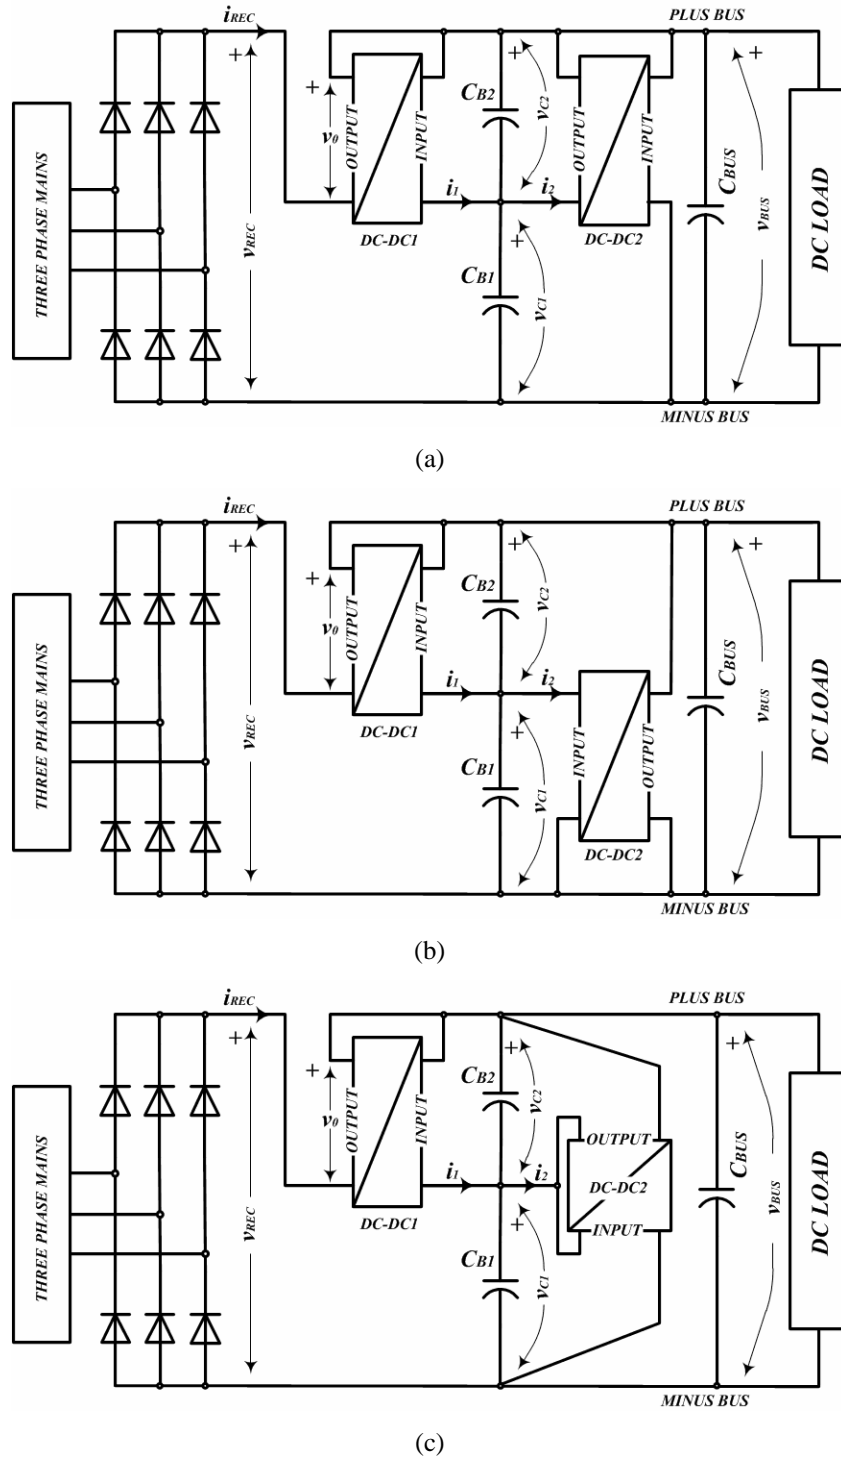 iREC
PLUS BUS
+
+
+
+
THREE PHASE MAINS
vREC
v0
OUTPUT
INPUT
DC-DC1
i1
CB2
vC2
i2
OUTPUT
INPUT
DC-DC2
+
CB1
vC1
CBUS
vBUS
DC LOAD
MINUS BUS
(a)
iREC
PLUS BUS
+
+
+
+
THREE PHASE MAINS
vREC
v0
OUTPUT
INPUT
DC-DC1
i1
CB2
vC2
i2
INPUT
OUTPUT
DC-DC2
+
CB1
vC1
CBUS
vBUS
DC LOAD
MINUS BUS
(b)
iREC
PLUS BUS
+
+
+
+
THREE PHASE MAINS
vREC
v0
OUTPUT
INPUT
DC-DC1
i1
CB2
vC2
i2
OUTPUT
DC-DC2
INPUT
+
CB1
vC1
CBUS
vBUS
DC LOAD
MINUS BUS
(c)